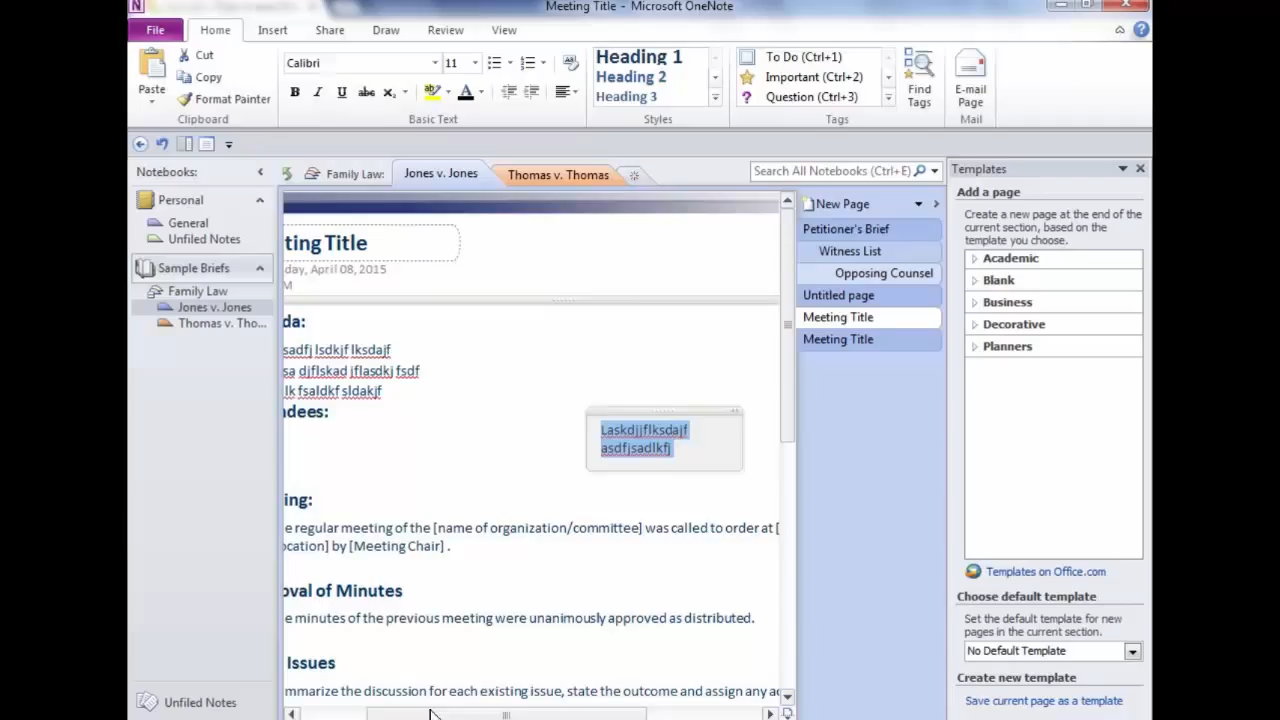 Meeting Title - Microsoft OneNote
File Home Insert Share Draw Review View
Paste
Cut
Copy
Format Painter
Clipboard
Calibri 11
B I U abc X₂ A
Basic Text
Heading 1
Heading 2
Heading 3
Styles
To Do (Ctrl+1)
Important (Ctrl+2)
Question (Ctrl+3)
Tags
Find
Tags
E-mail
Page
Mail
Notebooks:
Personal
General
Unfiled Notes
Sample Briefs
Family Law
Jones v. Jones
Thomas v. Tho...
Unfiled Notes
Family Law: Jones v. Jones Thomas v. Thomas
Search All Notebooks (Ctrl+E)
ting Title
day, April 08, 2015
M
da:
sadfj lsdkjf lksdajf
sa djflskad jflasdkj fsdf
lk fsaldkf sldakjf
ndees:
Laskdjjflksdajf
asdfjsadlkfj
ing:
e regular meeting of the [name of organization/committee] was called to order at [
ocation] by [Meeting Chair] .
oval of Minutes
e minutes of the previous meeting were unanimously approved as distributed.
Issues
mmarize the discussion for each existing issue, state the outcome and assign any ac
New Page
Petitioner's Brief
Witness List
Opposing Counsel
Untitled page
Meeting Title
Meeting Title
Templates
Add a page
Create a new page at the end of the
current section, based on the
template you choose.
Academic
Blank
Business
Decorative
Planners
Templates on Office.com
Choose default template
Set the default template for new
pages in the current section.
No Default Template
Create new template
Save current page as a template